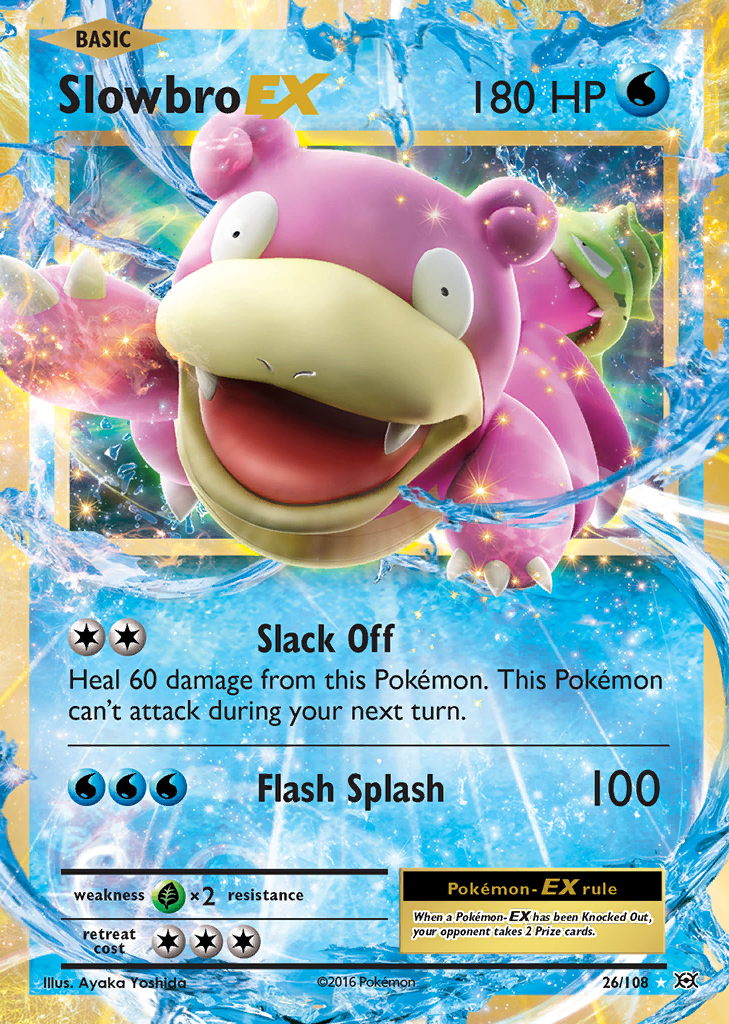 BASIC
SlowbroEX 180 HP
Slack Off
Heal 60 damage from this Pokémon. This Pokémon
can't attack during your next turn.
Flash Splash 100
weakness ×2 resistance
retreat
cost
Pokémon-EX rule
When a Pokémon-EX has been Knocked Out,
your opponent takes 2 Prize cards.
Illus. Ayaka Yoshida ©2016 Pokémon 26/108